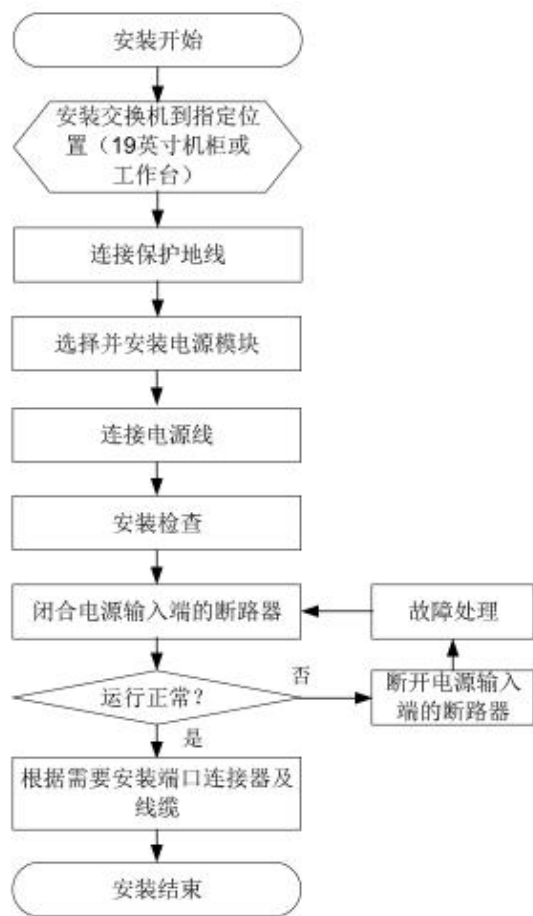 安装开始
安装交换机到指定位
置（19英寸机柜或
工作台）
连接保护地线
选择并安装电源模块
连接电源线
安装检查
闭合电源输入端的断路器
故障处理
运行正常？
否
断开电源输入
端的断路器
是
根据需要安装端口连接器及
线缆
安装结束